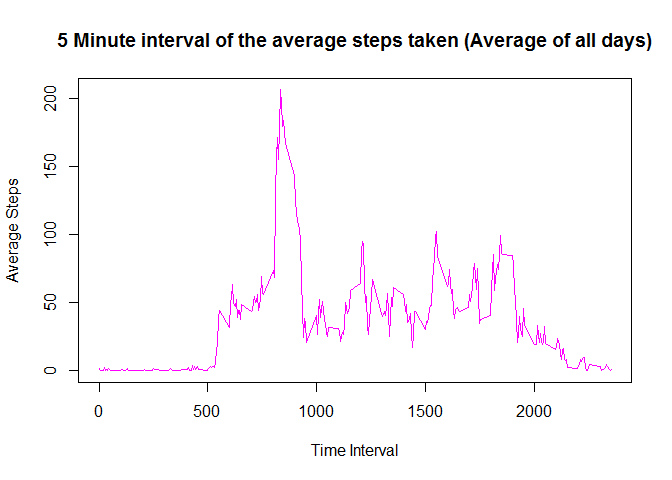 5 Minute interval of the average steps taken (Average of all days)
200
150
100
50
0
Average Steps
0 500 1000 1500 2000
Time Interval